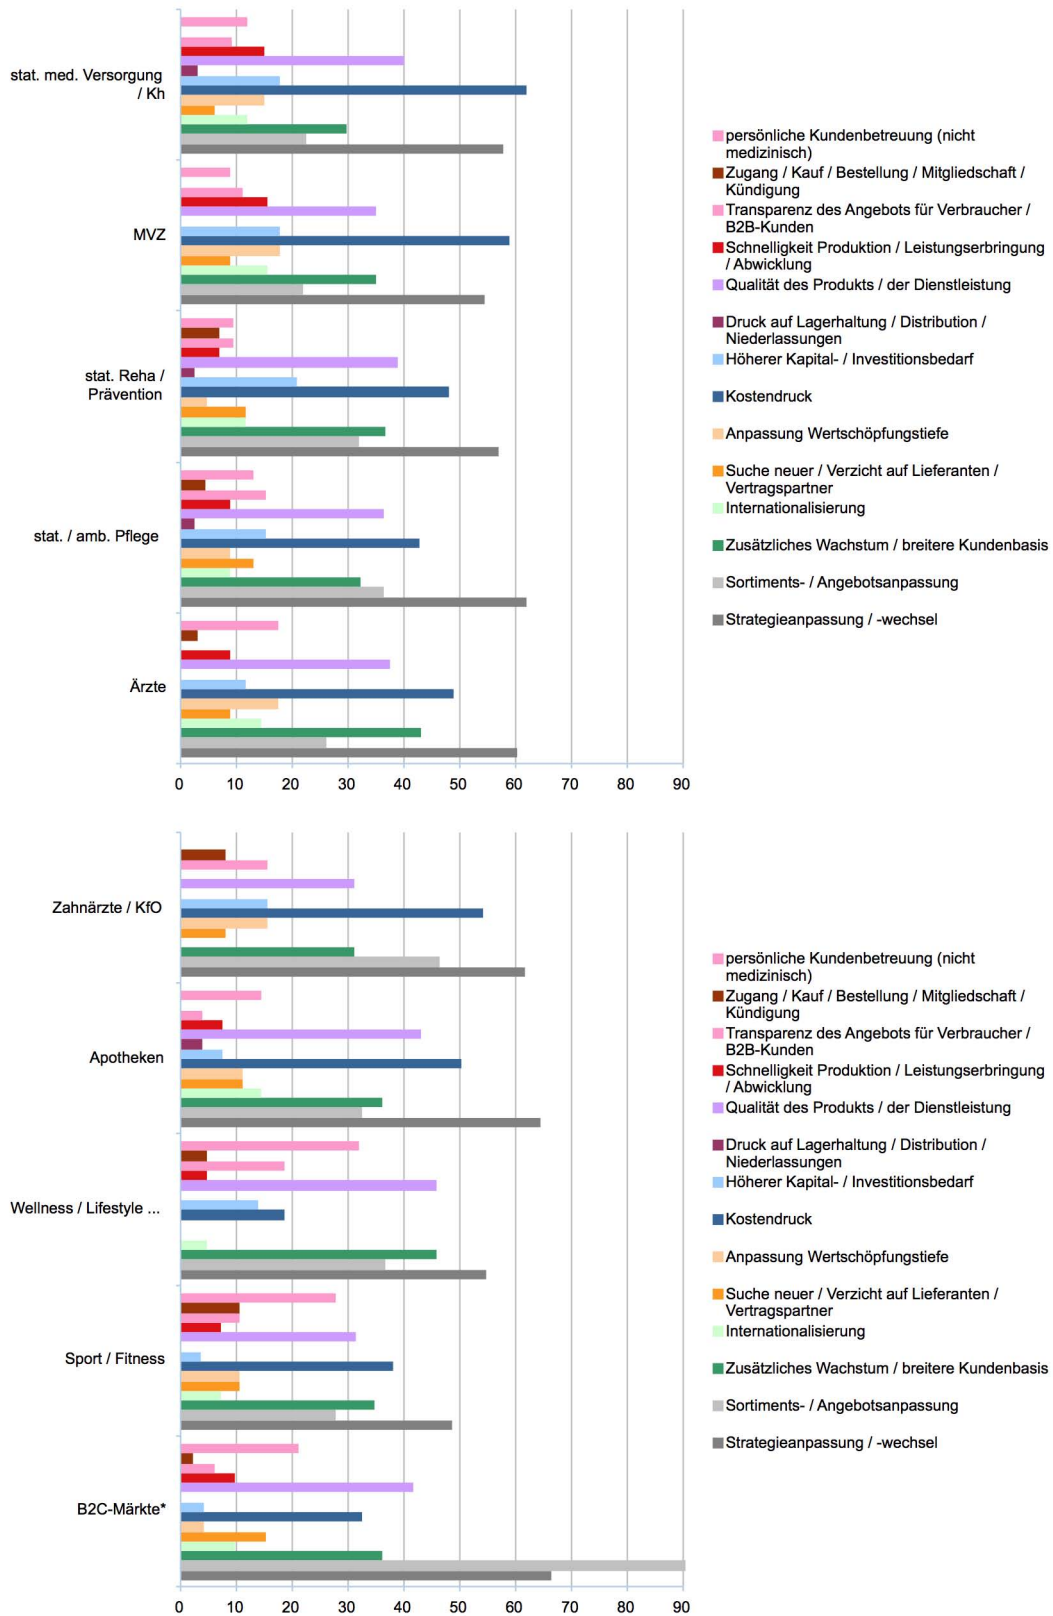 stat. med. Versorgung
/ Kh
MVZ
stat. Reha /
Prävention
stat. / amb. Pflege
Ärzte
0 10 20 30 40 50 60 70 80 90
persönliche Kundenbetreuung (nicht
medizinisch)
Zugang / Kauf / Bestellung / Mitgliedschaft /
Kündigung
Transparenz des Angebots für Verbraucher /
B2B-Kunden
Schnelligkeit Produktion / Leistungserbringung
/ Abwicklung
Qualität des Produkts / der Dienstleistung
Druck auf Lagerhaltung / Distribution /
Niederlassungen
Höherer Kapital- / Investitionsbedarf
Kostendruck
Anpassung Wertschöpfungstiefe
Suche neuer / Verzicht auf Lieferanten /
Vertragspartner
Internationalisierung
Zusätzliches Wachstum / breitere Kundenbasis
Sortiments- / Angebotsanpassung
Strategieanpassung / -wechsel
Zahnärzte / KfO
Apotheken
Wellness / Lifestyle ...
Sport / Fitness
B2C-Märkte*
0 10 20 30 40 50 60 70 80 90
persönliche Kundenbetreuung (nicht
medizinisch)
Zugang / Kauf / Bestellung / Mitgliedschaft /
Kündigung
Transparenz des Angebots für Verbraucher /
B2B-Kunden
Schnelligkeit Produktion / Leistungserbringung
/ Abwicklung
Qualität des Produkts / der Dienstleistung
Druck auf Lagerhaltung / Distribution /
Niederlassungen
Höherer Kapital- / Investitionsbedarf
Kostendruck
Anpassung Wertschöpfungstiefe
Suche neuer / Verzicht auf Lieferanten /
Vertragspartner
Internationalisierung
Zusätzliches Wachstum / breitere Kundenbasis
Sortiments- / Angebotsanpassung
Strategieanpassung / -wechsel